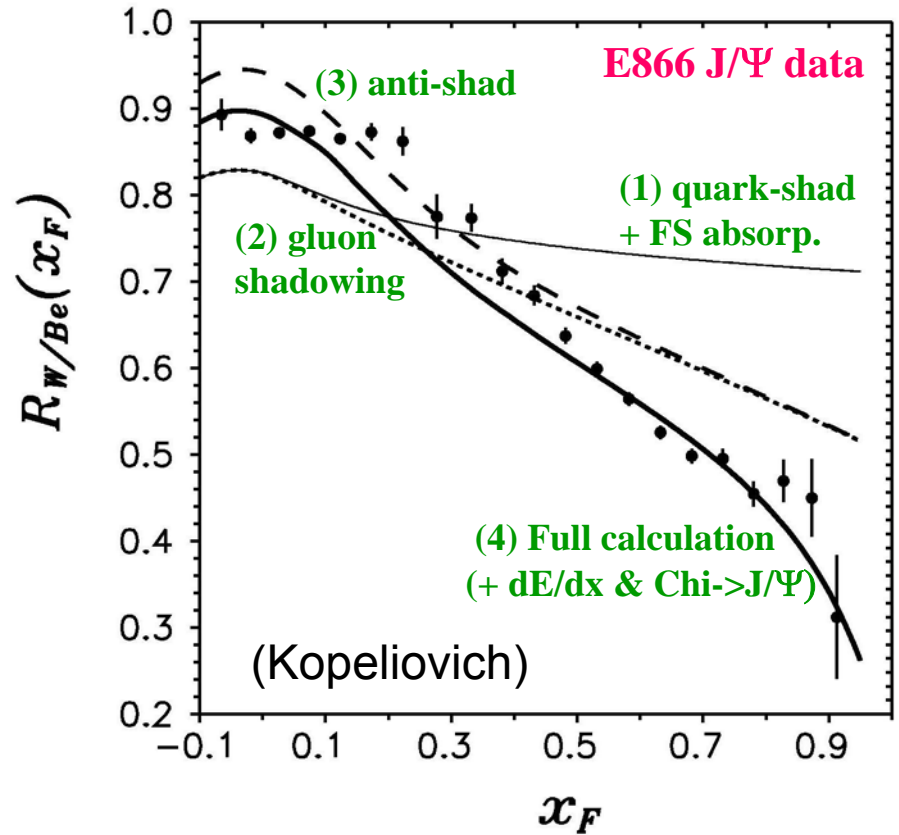 1.0
0.9
0.8
0.7
0.6
0.5
0.4
0.3
0.2
R_{W/Be}(x_F)
E866 J/Ψ data
(3) anti-shad
(1) quark-shad
+ FS absorp.
(2) gluon
shadowing
(4) Full calculation
(+ dE/dx & Chi->J/Ψ)
(Kopeliovich)
−0.1 0.1 0.3 0.5 0.7 0.9
x_F